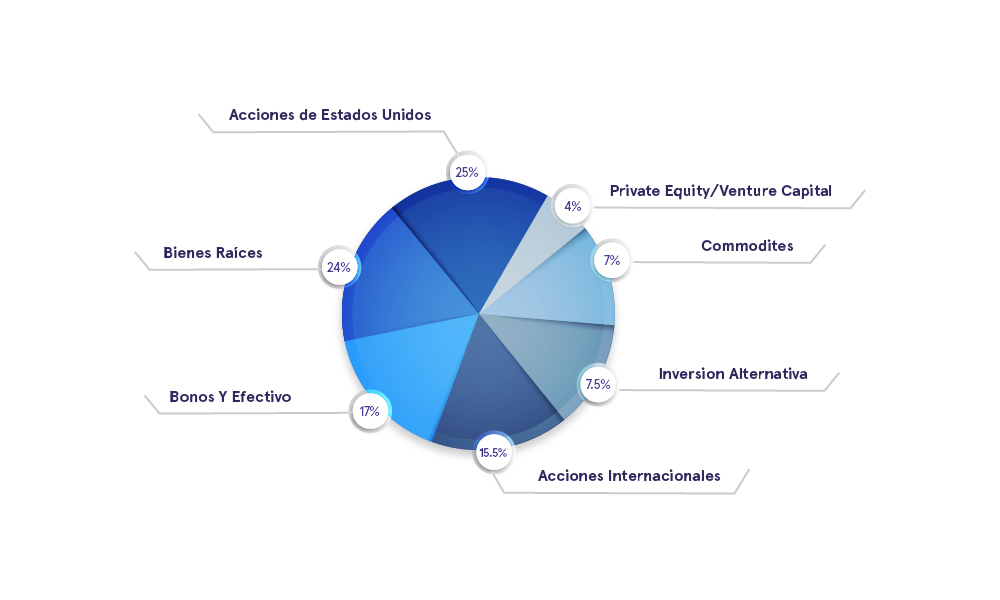 Acciones de Estados Unidos
25%
Private Equity/Venture Capital
4%
Commodites
7%
Bienes Raíces
24%
Inversion Alternativa
7.5%
Bonos Y Efectivo
17%
15.5%
Acciones Internacionales